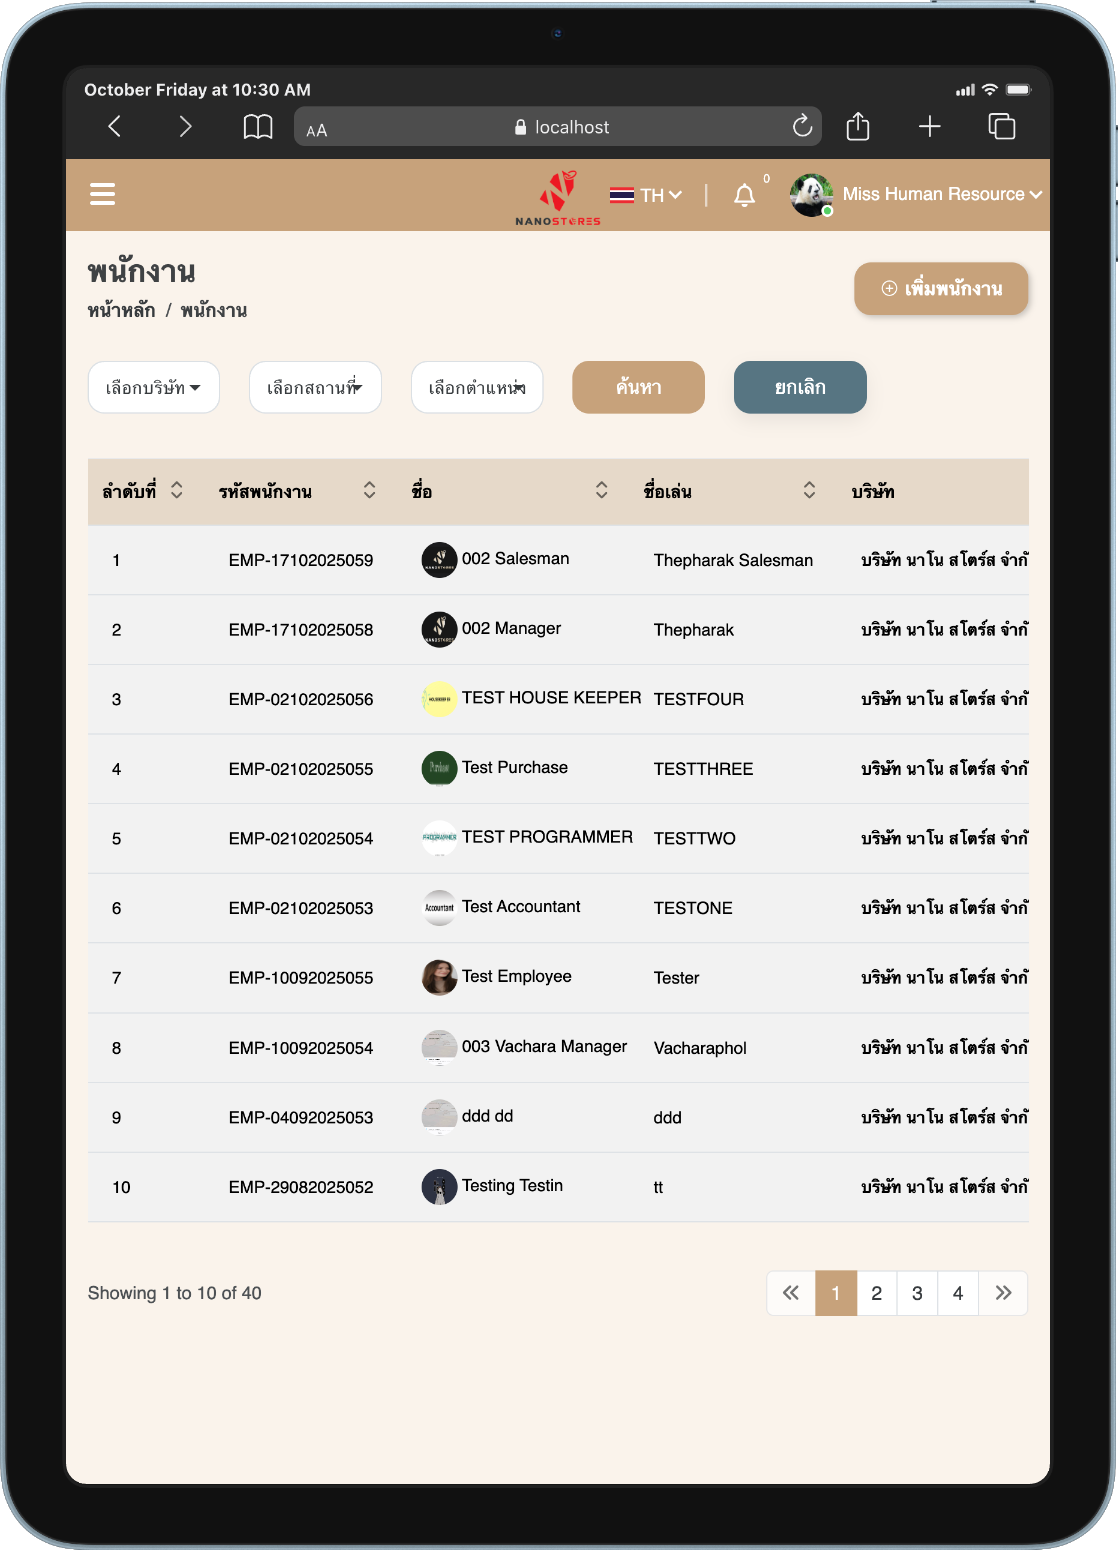 October Friday at 10:30 AM
AA localhost
NANOSTORES TH | 0 Miss Human Resource
พนักงาน
หน้าหลัก / พนักงาน
เพิ่มพนักงาน
เลือกบริษัท เลือกสถานที่ เลือกตำแหน่ง ค้นหา ยกเลิก
ลำดับที่ รหัสพนักงาน ชื่อ ชื่อเล่น บริษัท
1 EMP-17102025059 002 Salesman Thepharak Salesman บริษัท นาโน สโตร์ส จำกั
2 EMP-17102025058 002 Manager Thepharak บริษัท นาโน สโตร์ส จำกั
3 EMP-02102025056 TEST HOUSE KEEPER TESTFOUR บริษัท นาโน สโตร์ส จำกั
4 EMP-02102025055 Test Purchase TESTTHREE บริษัท นาโน สโตร์ส จำกั
5 EMP-02102025054 PROGRAMMER TEST PROGRAMMER TESTTWO บริษัท นาโน สโตร์ส จำกั
6 EMP-02102025053 Accountant Test Accountant TESTONE บริษัท นาโน สโตร์ส จำกั
7 EMP-10092025055 Test Employee Tester บริษัท นาโน สโตร์ส จำกั
8 EMP-10092025054 003 Vachara Manager Vacharaphol บริษัท นาโน สโตร์ส จำกั
9 EMP-04092025053 ddd dd ddd บริษัท นาโน สโตร์ส จำกั
10 EMP-29082025052 Testing Testin tt บริษัท นาโน สโตร์ส จำกั
Showing 1 to 10 of 40
« 1 2 3 4 »